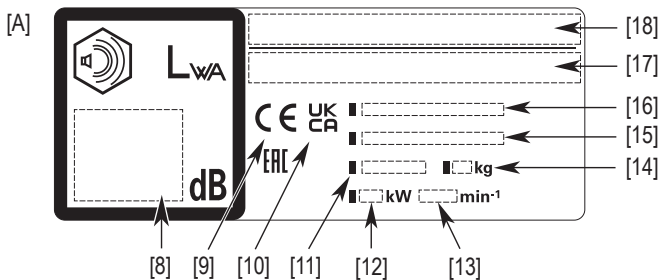 [A]
[18]
[17]
LWA
CE UK CA
[16]
[15]
EAC
kg [14]
dB
kW min-1
[8] [9] [10] [11] [12] [13]